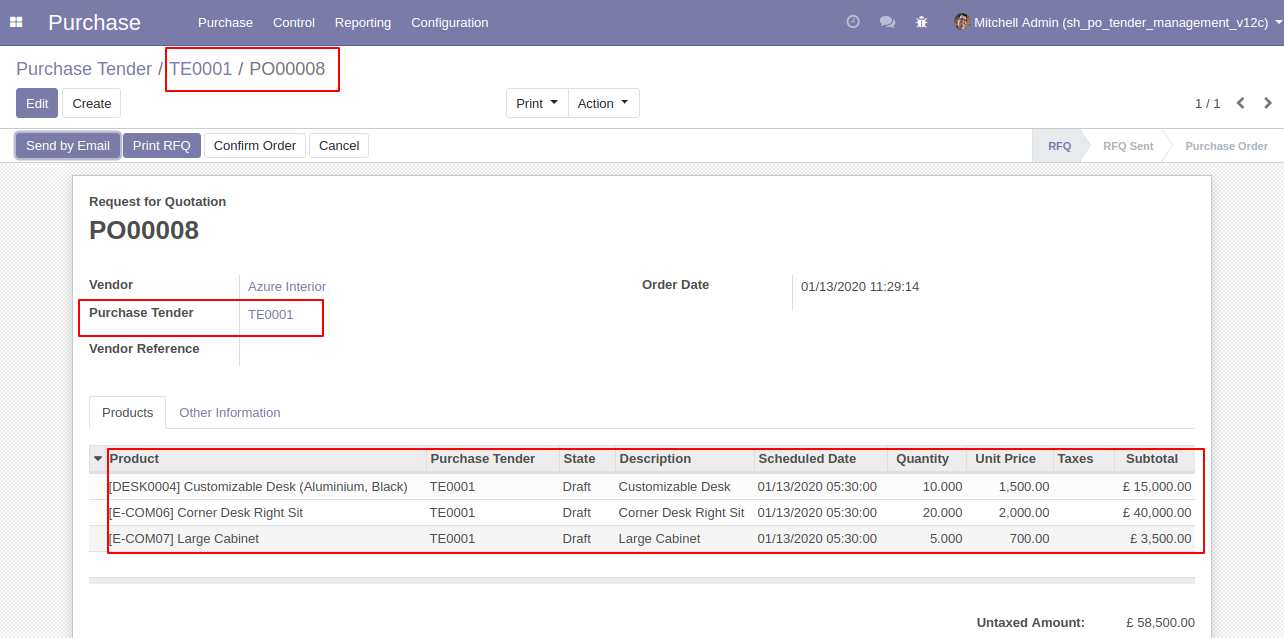 Purchase Purchase Control Reporting Configuration Mitchell Admin (sh_po_tender_management_v12c)
Purchase Tender / TE0001 / PO00008
Edit Create Print Action 1 / 1
Send by Email Print RFQ Confirm Order Cancel RFQ RFQ Sent Purchase Order
Request for Quotation
PO00008
Vendor Azure Interior Order Date 01/13/2020 11:29:14
Purchase Tender TE0001
Vendor Reference
Products Other Information
Product Purchase Tender State Description Scheduled Date Quantity Unit Price Taxes Subtotal
[DESK0004] Customizable Desk (Aluminium, Black) TE0001 Draft Customizable Desk 01/13/2020 05:30:00 10.000 1,500.00 £ 15,000.00
[E-COM06] Corner Desk Right Sit TE0001 Draft Corner Desk Right Sit 01/13/2020 05:30:00 20.000 2,000.00 £ 40,000.00
[E-COM07] Large Cabinet TE0001 Draft Large Cabinet 01/13/2020 05:30:00 5.000 700.00 £ 3,500.00
Untaxed Amount: £ 58,500.00